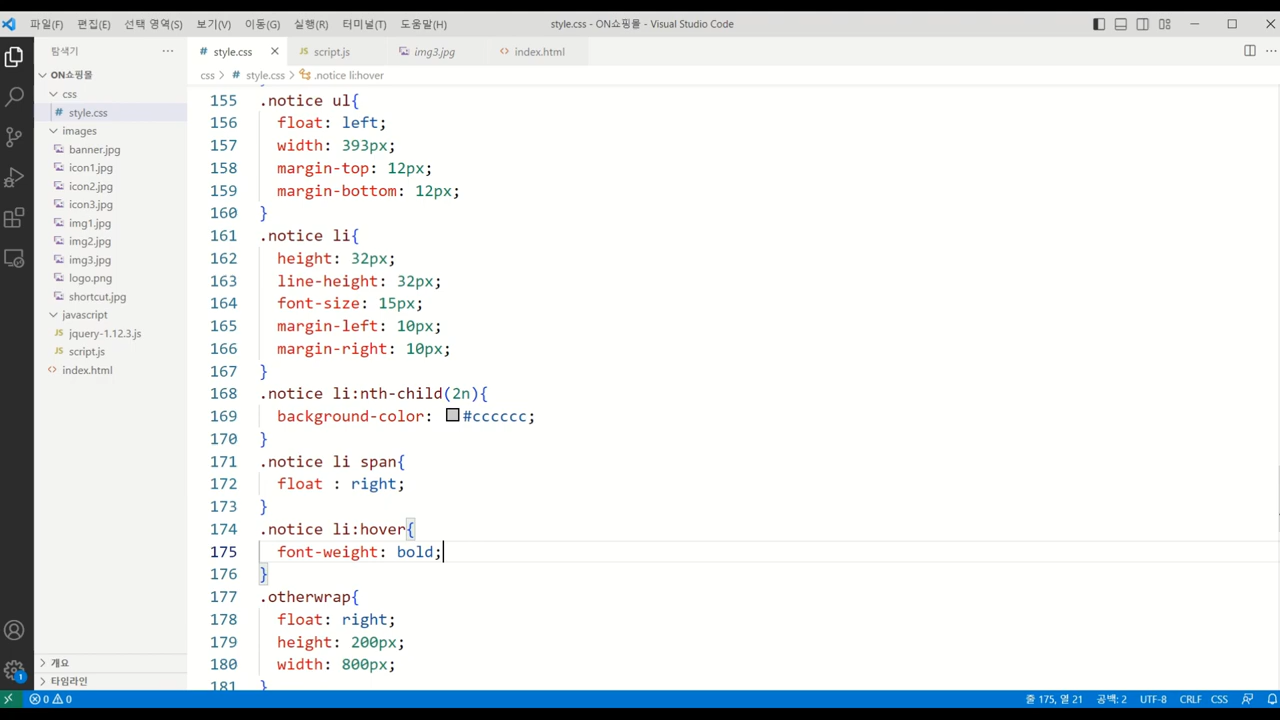 파일(F) 편집(E) 선택 영역(S) 보기(V) 이동(G) 실행(R) 터미널(T) 도움말(H) style.css - ON쇼핑몰 - Visual Studio Code
탐색기 ···
# style.css × JS script.js img3.jpg <> index.html ···
ON쇼핑몰
css > # style.css > .notice li:hover
css
# style.css
images
banner.jpg
icon1.jpg
icon2.jpg
icon3.jpg
img1.jpg
img2.jpg
img3.jpg
logo.png
shortcut.jpg
javascript
JS jquery-1.12.3.js
JS script.js
<> index.html
개요
타임라인
1
155 .notice ul{
156 float: left;
157 width: 393px;
158 margin-top: 12px;
159 margin-bottom: 12px;
160 }
161 .notice li{
162 height: 32px;
163 line-height: 32px;
164 font-size: 15px;
165 margin-left: 10px;
166 margin-right: 10px;
167 }
168 .notice li:nth-child(2n){
169 background-color: #cccccc;
170 }
171 .notice li span{
172 float : right;
173 }
174 .notice li:hover{
175 font-weight: bold;
176 }
177 .otherwrap{
178 float: right;
179 height: 200px;
180 width: 800px;
181 }
0 0 줄 175, 열 21 공백: 2 UTF-8 CRLF CSS